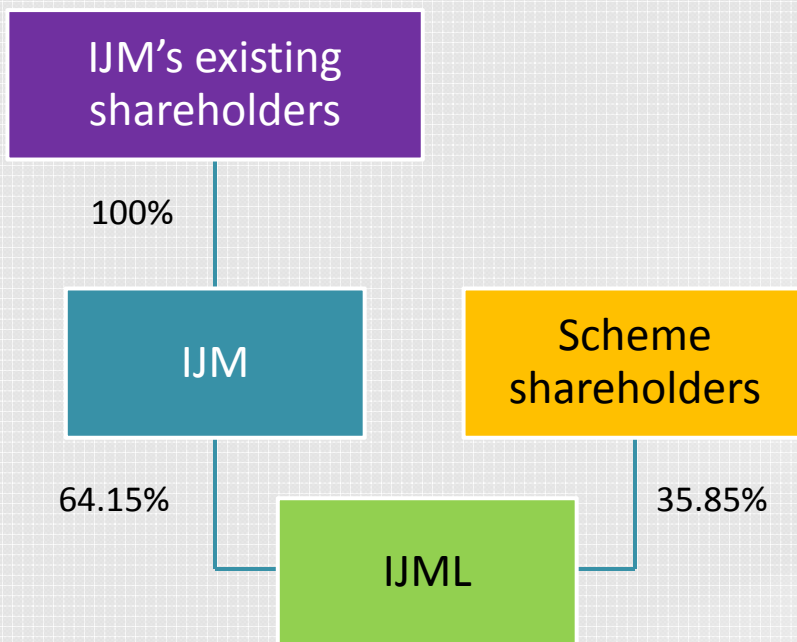 IJM’s existing
shareholders
100%
IJM
Scheme
shareholders
64.15%
35.85%
IJML